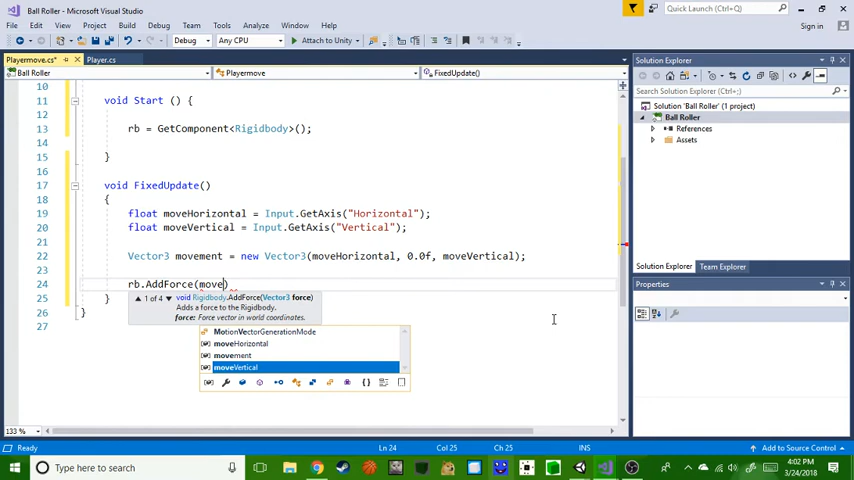 Ball Roller - Microsoft Visual Studio
Quick Launch (Ctrl+Q)
File Edit View Project Build Debug Team Tools Test Analyze Window Help
Sign in
Debug Any CPU Attach to Unity
Playermove.cs* Player.cs
Ball Roller Playermove FixedUpdate()
10
11 void Start () {
12
13 rb = GetComponent<Rigidbody>();
14
15 }
16
17 void FixedUpdate()
18 {
19 float moveHorizontal = Input.GetAxis("Horizontal");
20 float moveVertical = Input.GetAxis("Vertical");
21
22 Vector3 movement = new Vector3(moveHorizontal, 0.0f, moveVertical);
23
24 rb.AddForce(move
25 }
26 }
27
1 of 4 void Rigidbody.AddForce(Vector3 force)
Adds a force to the Rigidbody.
force: Force vector in world coordinates.
MotionVectorGenerationMode
moveHorizontal
movement
moveVertical
133 %
Solution Explorer
Search Solution Explorer (Ctrl+;)
Solution 'Ball Roller' (1 project)
Ball Roller
References
Assets
Solution Explorer Team Explorer
Properties
Ready Ln 24 Col 25 Ch 25 INS Add to Source Control
Type here to search
4:02 PM
3/24/2018